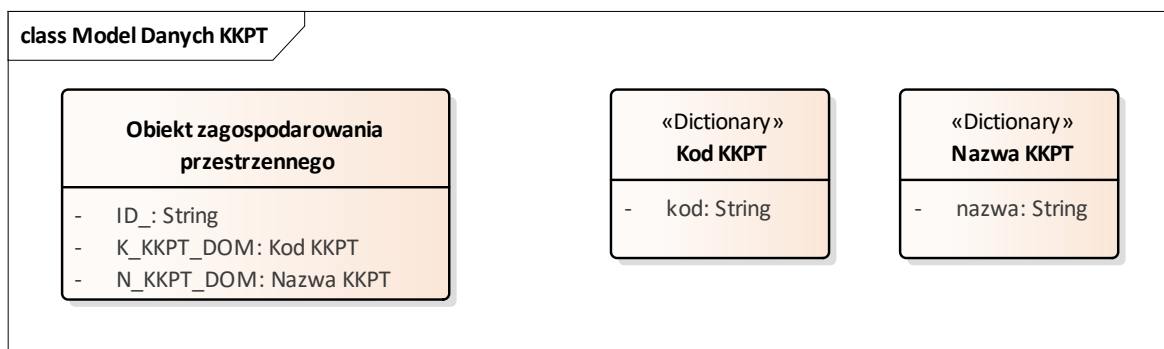 class Model Danych KKPT
Obiekt zagospodarowania
przestrzennego
- ID_: String
- K_KKPT_DOM: Kod KKPT
- N_KKPT_DOM: Nazwa KKPT
«Dictionary»
Kod KKPT
- kod: String
«Dictionary»
Nazwa KKPT
- nazwa: String